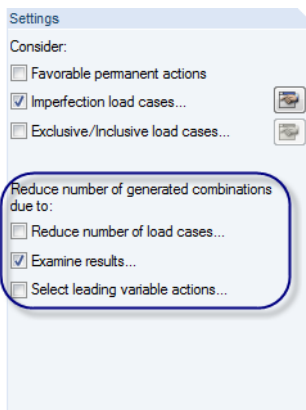 Settings
Consider:
Favorable permanent actions
Imperfection load cases...
Exclusive/Inclusive load cases...
Reduce number of generated combinations
due to:
Reduce number of load cases...
Examine results...
Select leading variable actions...